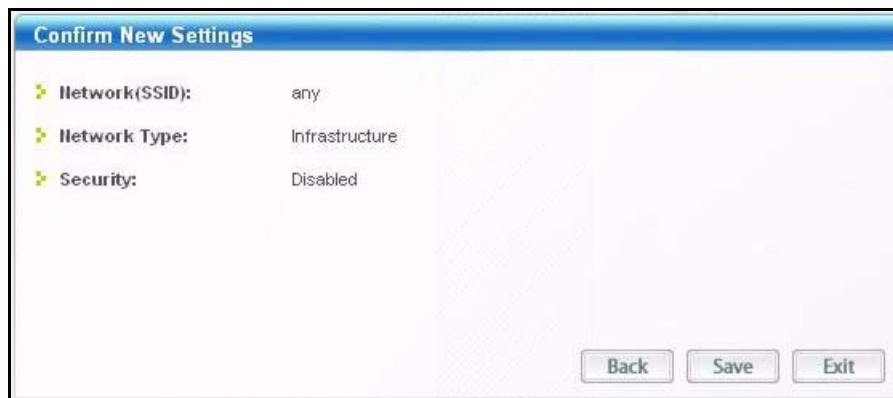 Confirm New Settings
Network(SSID): any
Network Type: Infrastructure
Security: Disabled
Back Save Exit